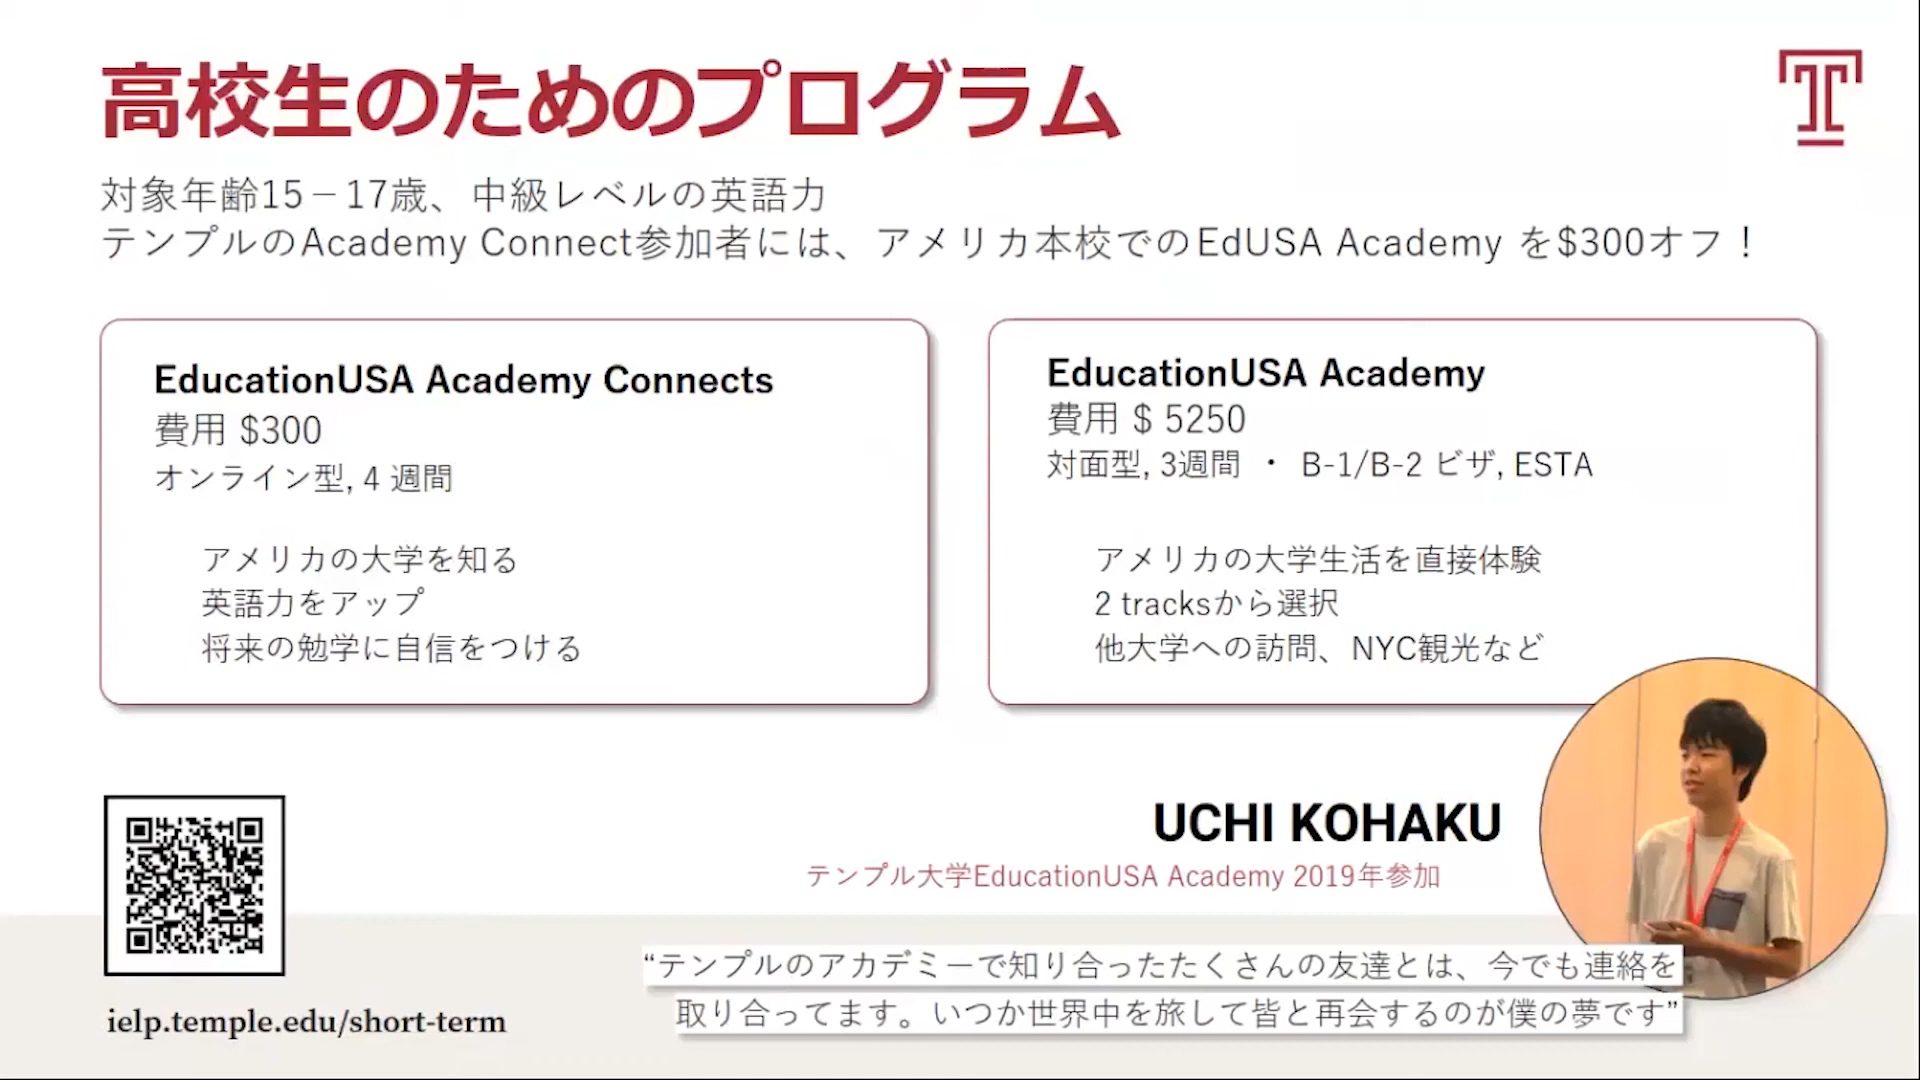 高校生のためのプログラム
対象年齢15－17歳、中級レベルの英語力
テンプルのAcademy Connect参加者には、アメリカ本校でのEdUSA Academy を$300オフ！
EducationUSA Academy Connects
費用 $300
オンライン型, 4 週間
アメリカの大学を知る
英語力をアップ
将来の勉学に自信をつける
EducationUSA Academy
費用 $ 5250
対面型, 3週間 ・ B-1/B-2 ビザ, ESTA
アメリカの大学生活を直接体験
2 tracksから選択
他大学への訪問、NYC観光など
UCHI KOHAKU
テンプル大学EducationUSA Academy 2019年参加
“テンプルのアカデミーで知り合ったたくさんの友達とは、今でも連絡を
取り合ってます。いつか世界中を旅して皆と再会するのが僕の夢です”
ielp.temple.edu/short-term